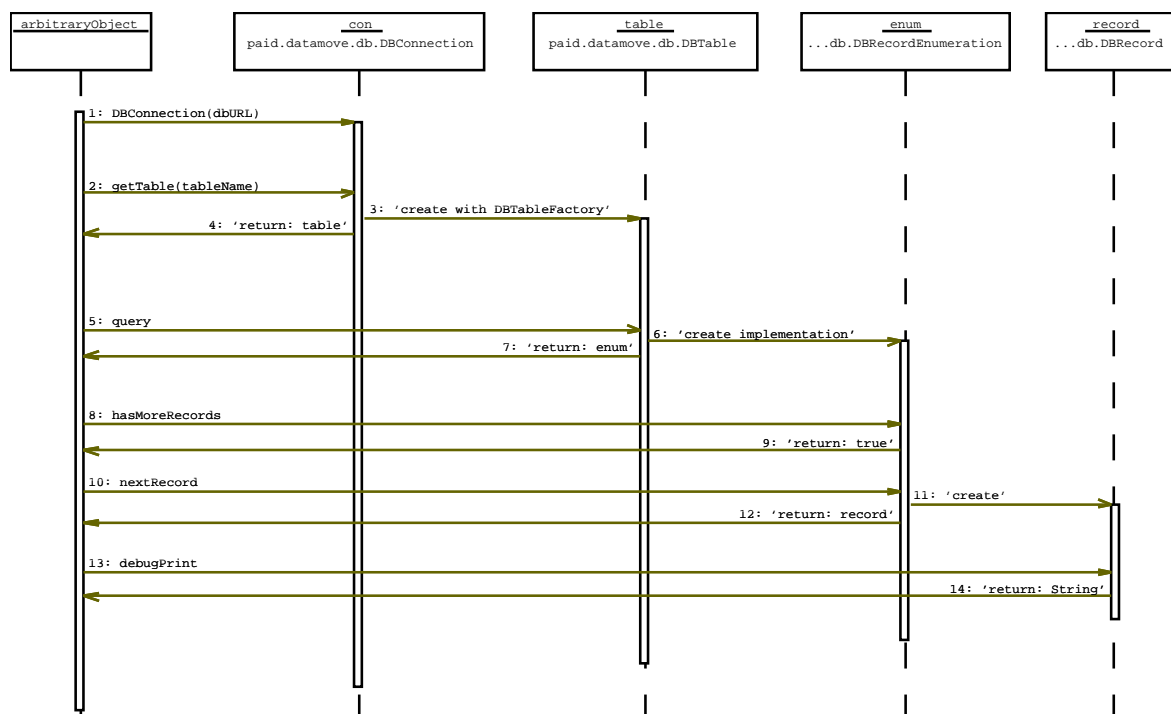 arbitraryObject
con
paid.datamove.db.DBConnection
table
paid.datamove.db.DBTable
enum
...db.DBRecordEnumeration
record
...db.DBRecord
1: DBConnection(dbURL)
2: getTable(tableName)
3: ‘create with DBTableFactory’
4: ‘return: table’
5: query
6: ‘create implementation’
7: ‘return: enum’
8: hasMoreRecords
9: ‘return: true’
10: nextRecord
11: ‘create’
12: ‘return: record’
13: debugPrint
14: ‘return: String’